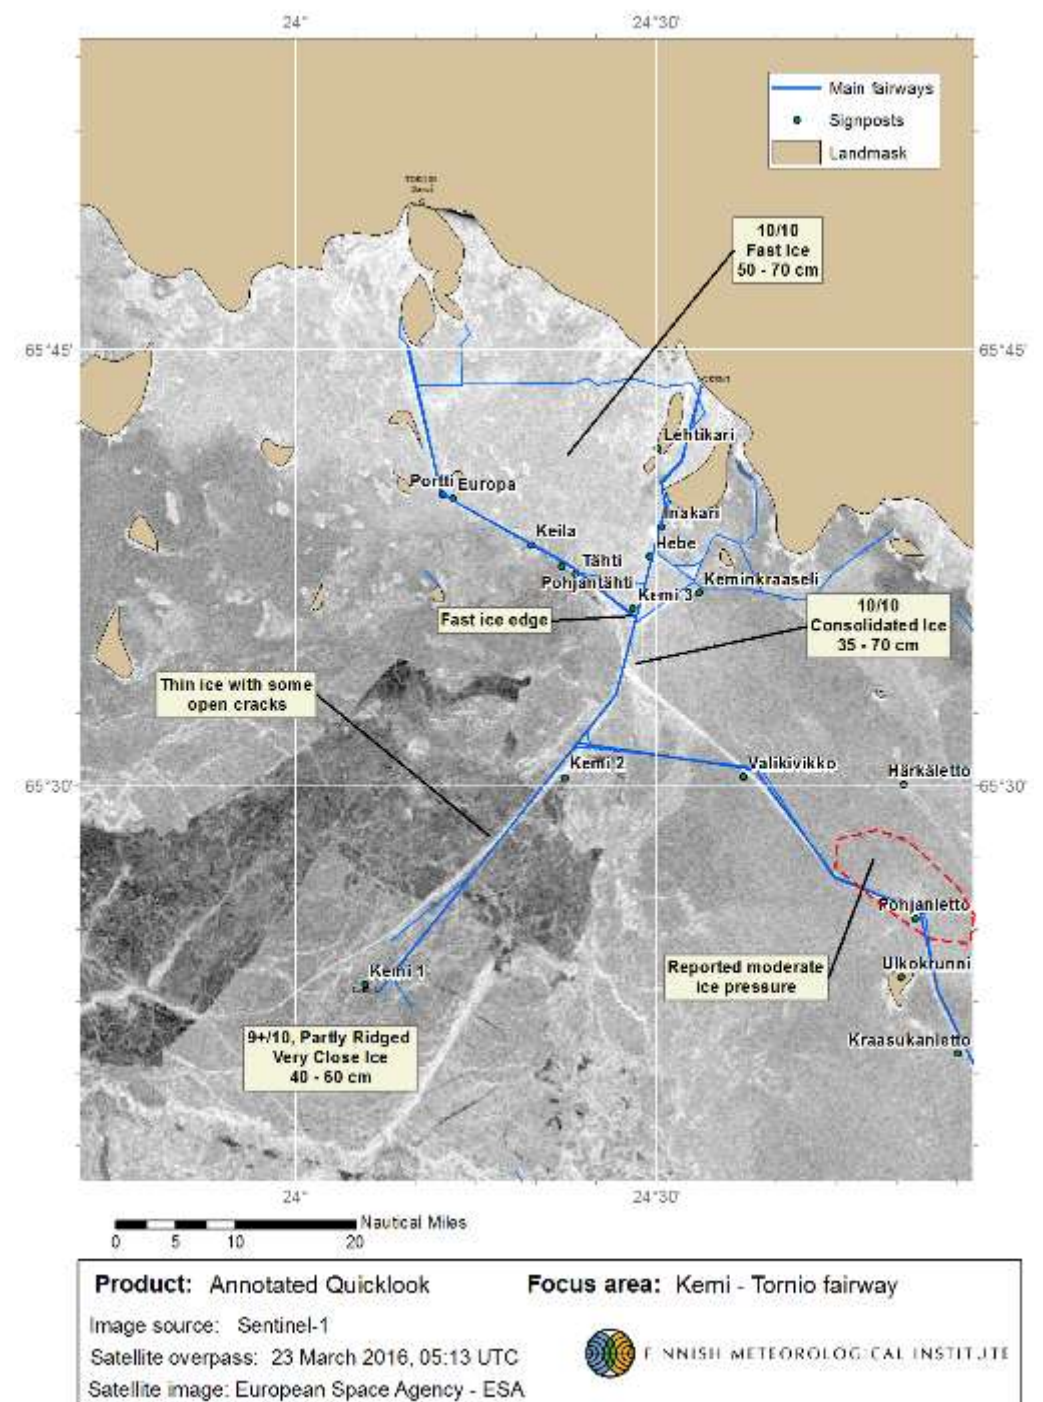 24°
24°30'
Main fairways
Signposts
Landmask
10/10
Fast Ice
50 - 70 cm
65°45'
65°45'
Lehtikari
Portti
Europa
Inakari
Keila
Hebe
Tähti
Pohjantähti
Keminkraaseli
Kemi 3
Fast ice edge
10/10
Consolidated Ice
35 - 70 cm
Thin ice with some
open cracks
Kemi 2
Valikivikko
Härkäletto
65°30'
65°30'
Pohjanletto
Reported moderate
ice pressure
Ulkokrunni
Kemi 1
9+/10, Partly Ridged
Very Close Ice
40 - 60 cm
Kraasukanletto
24°
24°30'
Nautical Miles
0 5 10 20
Product: Annotated Quicklook
Focus area: Kemi - Tornio fairway
Image source: Sentinel-1
Satellite overpass: 23 March 2016, 05:13 UTC
Satellite image: European Space Agency - ESA
FINNISH METEOROLOGICAL INSTITUTE